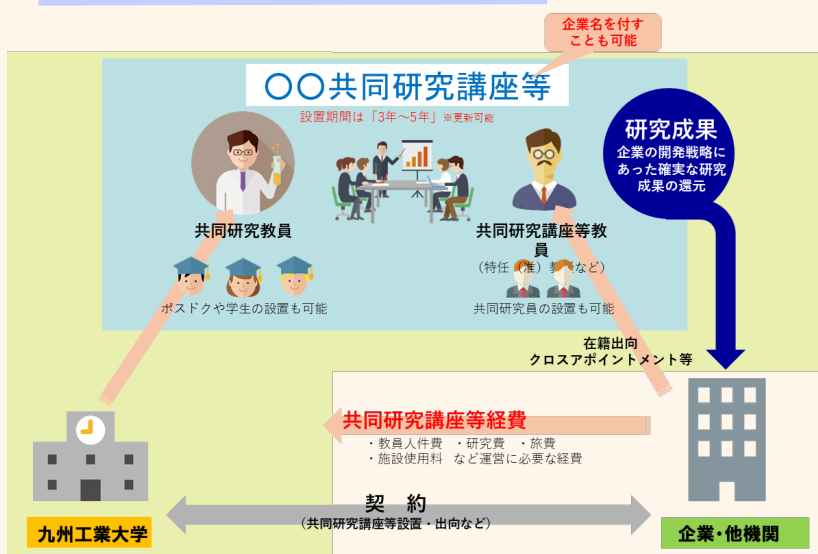 企業名を付す
ことも可能
〇〇共同研究講座等
設置期間は「3年～5年」※更新可能
研究成果
企業の開発戦略に
あった確実な研究
成果の還元
共同研究教員
共同研究講座等教
員
(特任（准）教 など)
ポスドクや学生の設置も可能
共同研究員の設置も可能
在籍出向
クロスアポイントメント等
共同研究講座等経費
・教員人件費 ・研究費 ・旅費
・施設使用料 など運営に必要な経費
契 約
(共同研究講座等設置・出向など)
九州工業大学
企業・他機関